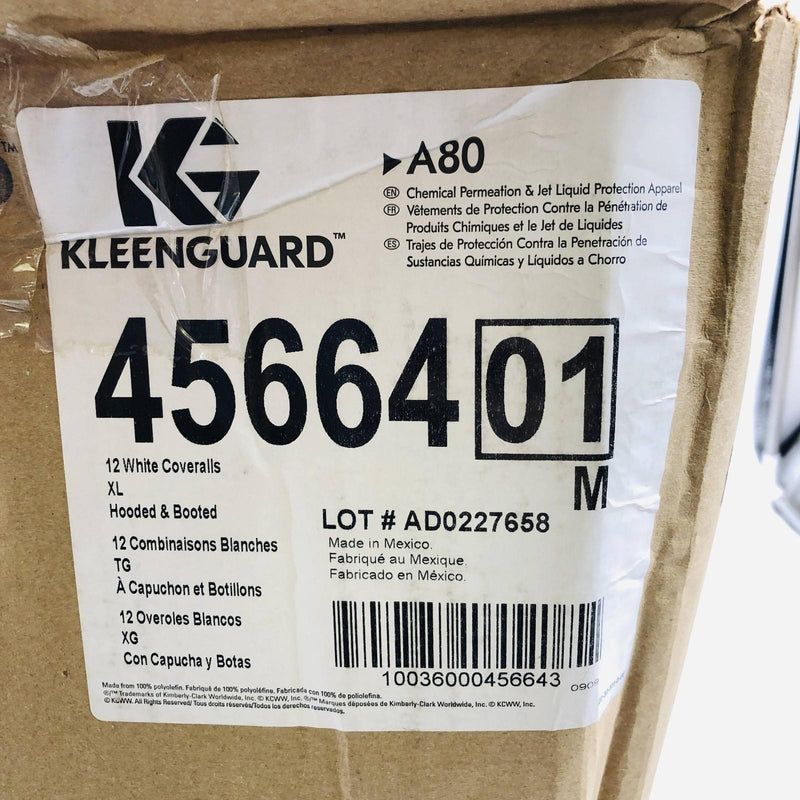 TM
KG
KLEENGUARD™
▶A80
EN Chemical Permeation & Jet Liquid Protection Apparel
FR Vêtements de Protection Contre la Pénétration de
Produits Chimiques et le Jet de Liquides
ES Trajes de Protección Contra la Penetración de
Sustancias Químicas y Líquidos a Chorro
45664 01
M
12 White Coveralls
XL
Hooded & Booted
12 Combinaisons Blanches
TG
À Capuchon et Botillons
12 Overoles Blancos
XG
Con Capucha y Botas
LOT # AD0227658
Made in Mexico.
Fabriqué au Mexique.
Fabricado en México.
10036000456643
Made from 100% polyolefin. Fabriqué de 100% polyoléfine. Fabricada con 100% de poliolefina.
®/™ Trademarks of Kimberly-Clark Worldwide, Inc. © KCWW, Inc. ®/™ Marques déposées de Kimberly-Clark Worldwide, Inc. © KCWW, Inc.
© KCWW. All Rights Reserved/ Tous droits réservés/Todos los derechos reservados.